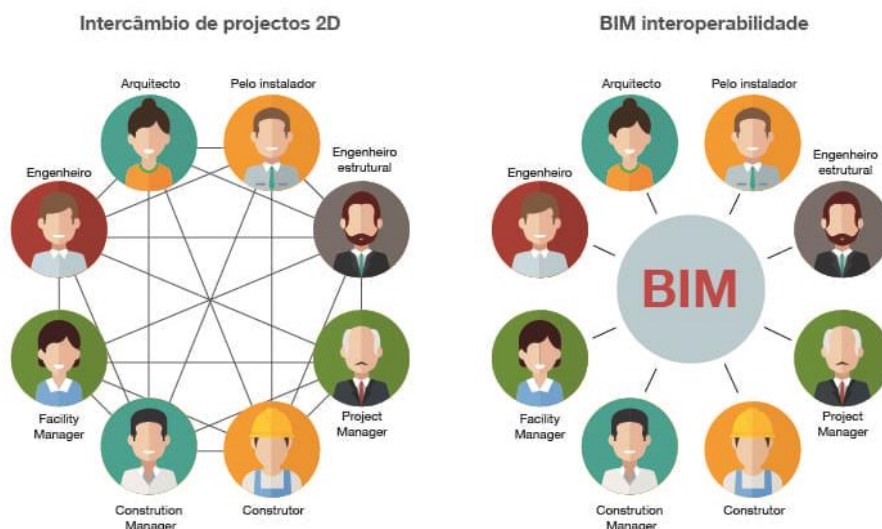 Intercâmbio de projectos 2D
Arquitecto
Pelo instalador
Engenheiro
Engenheiro
estrutural
Facility
Manager
Project
Manager
Constrution
Manager
Construtor
BIM interoperabilidade
Arquitecto
Pelo instalador
Engenheiro
Engenheiro
estrutural
BIM
Facility
Manager
Project
Manager
Constrution
Manager
Construtor